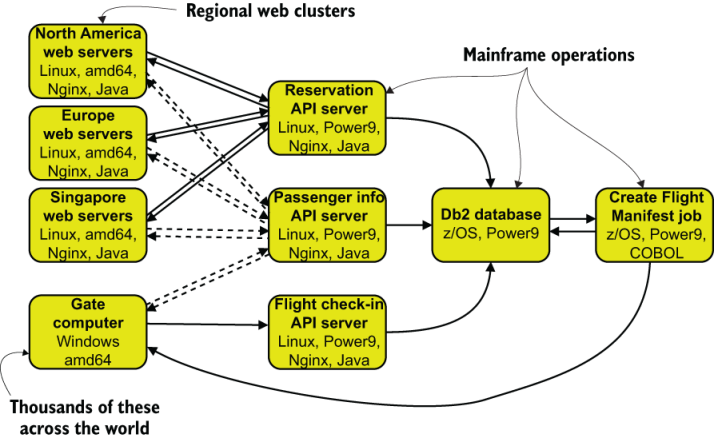 Regional web clusters
North America
web servers
Linux, amd64,
Nginx, Java
Europe
web servers
Linux, amd64,
Nginx, Java
Singapore
web servers
Linux, amd64,
Nginx, Java
Gate
computer
Windows
amd64
Thousands of these
across the world
Reservation
API server
Linux, Power9,
Nginx, Java
Passenger info
API server
Linux, Power9,
Nginx, Java
Flight check-in
API server
Linux, Power9,
Nginx, Java
Mainframe operations
Db2 database
z/OS, Power9
Create Flight
Manifest job
z/OS, Power9,
COBOL